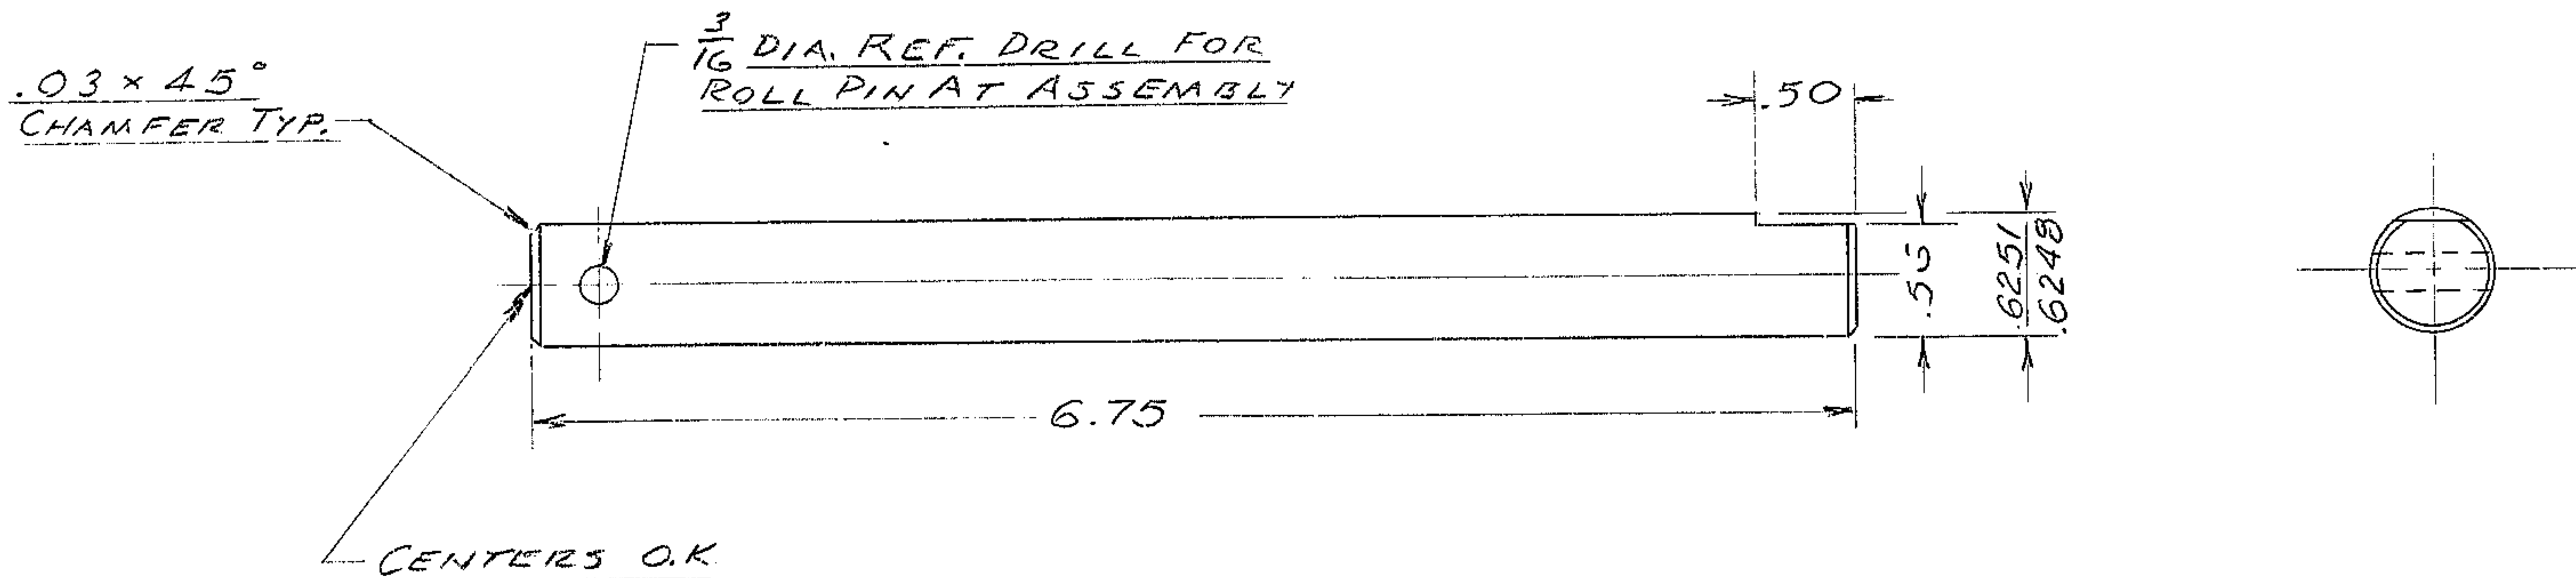 3/16 DIA. REF. DRILL FOR
ROLL PIN AT ASSEMBLY
.03 × 45°
CHAMFER TYP.
.50
.6251
.6248
6.75
CENTERS O.K.